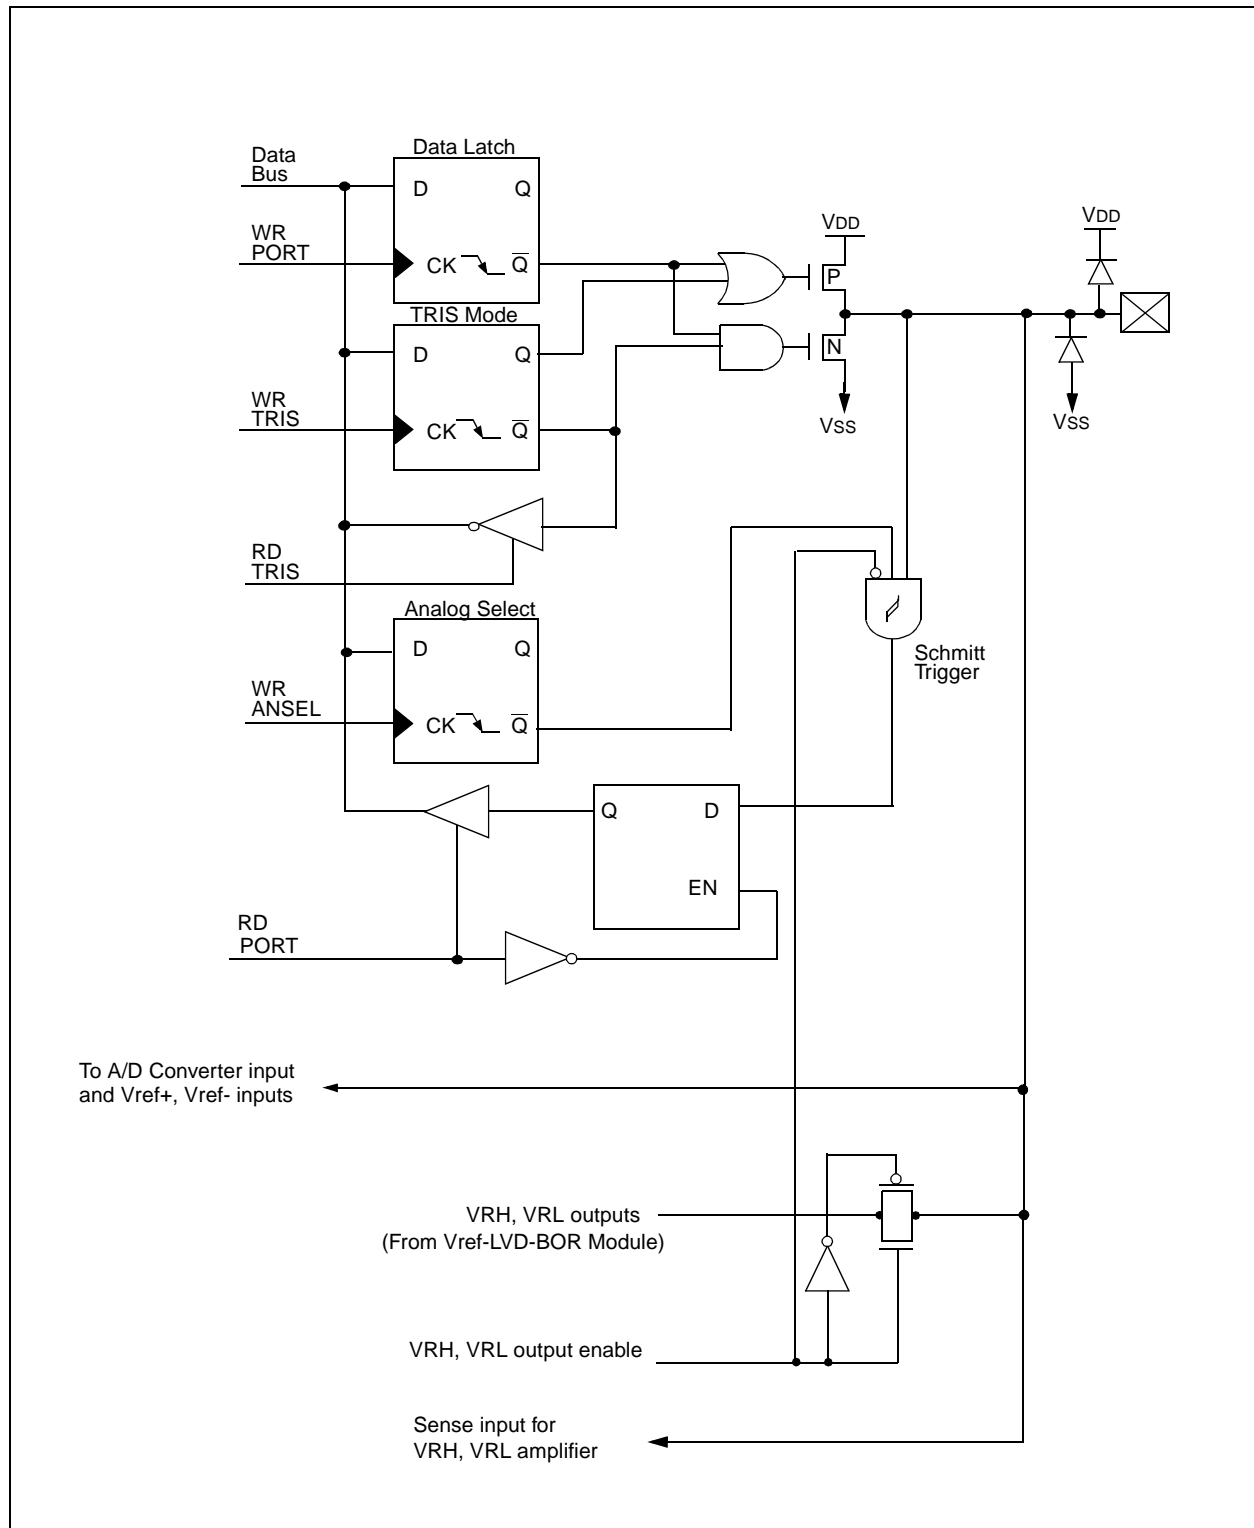 Data Latch
Data
Bus
D Q
WR
PORT
CK Q̅
VDD
P
VDD
TRIS Mode
D Q
N
WR
TRIS
CK Q̅
VSS
VSS
RD
TRIS
Analog Select
D Q
Schmitt
Trigger
WR
ANSEL
CK Q̅
Q D
EN
RD
PORT
To A/D Converter input
and Vref+, Vref- inputs
VRH, VRL outputs
(From Vref-LVD-BOR Module)
VRH, VRL output enable
Sense input for
VRH, VRL amplifier